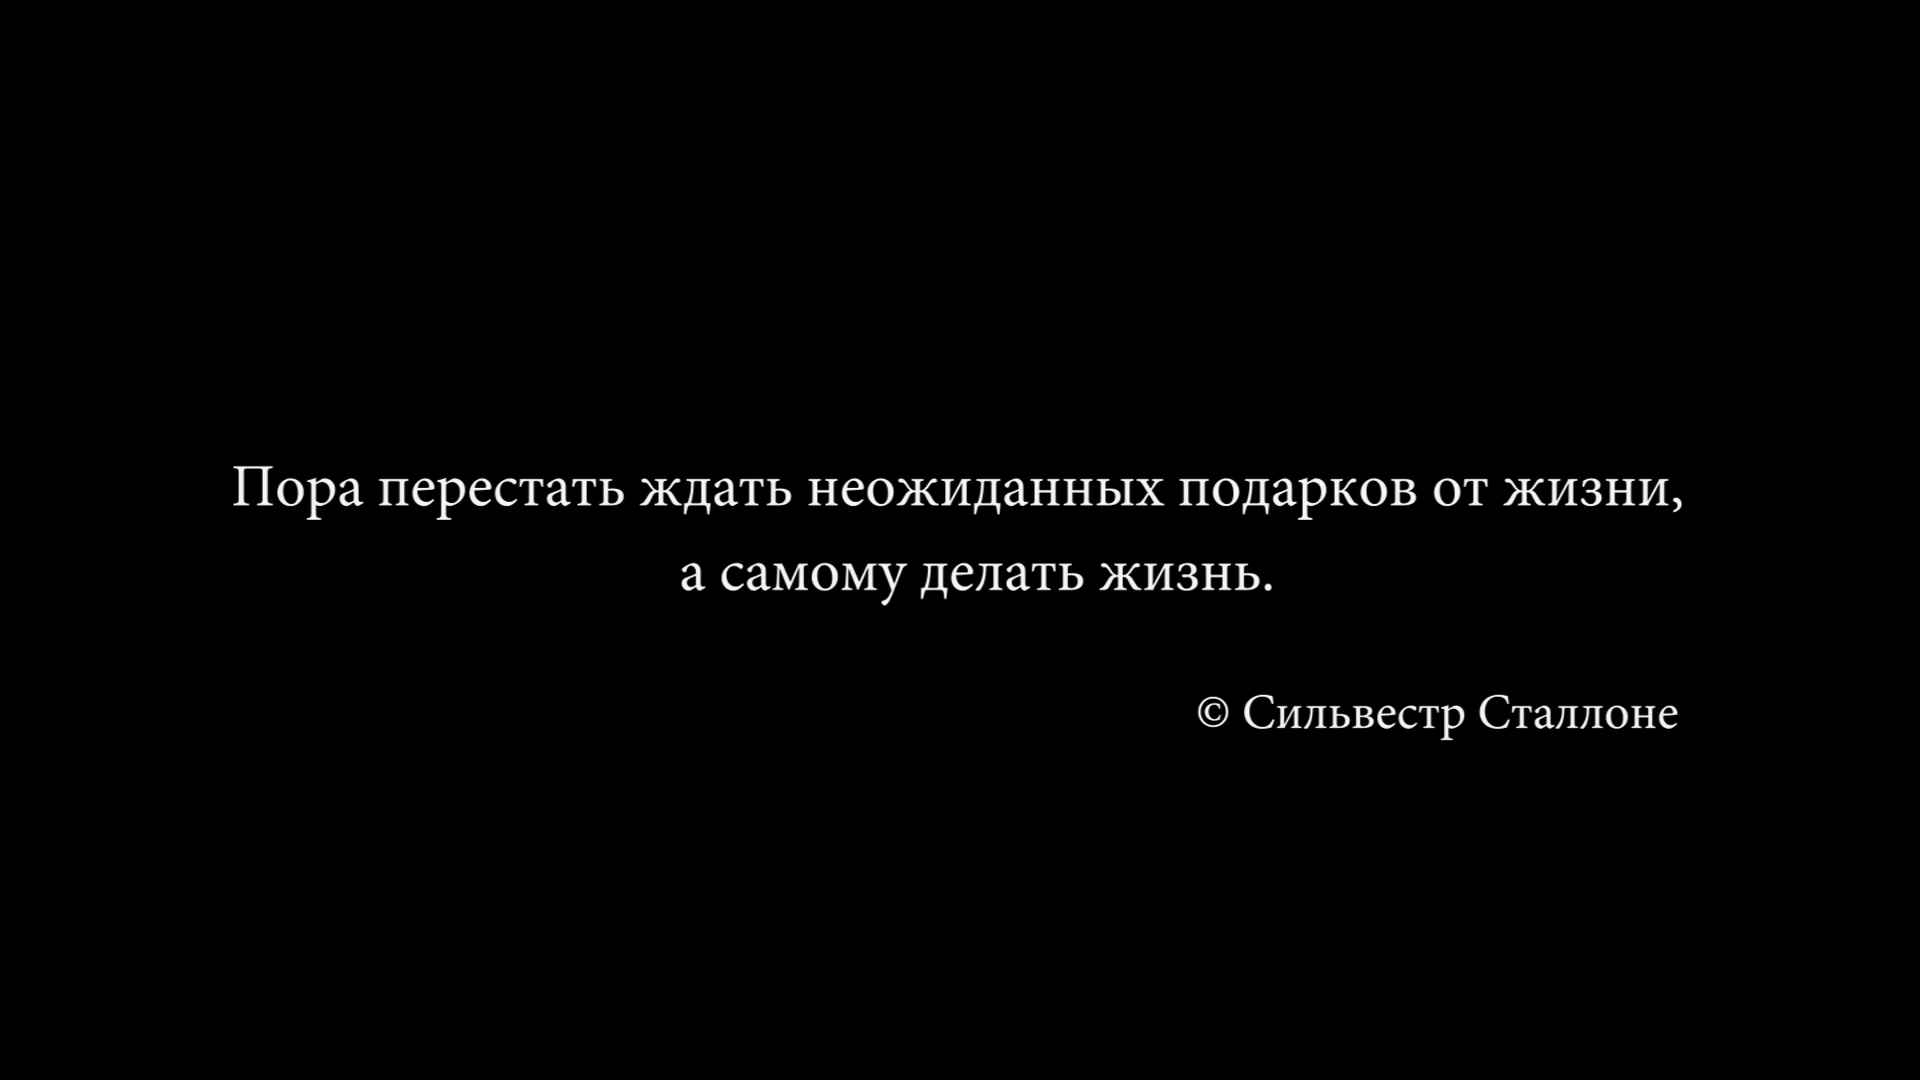 Пора перестать ждать неожиданных подарков от жизни,
а самому делать жизнь.
© Сильвестр Сталлоне